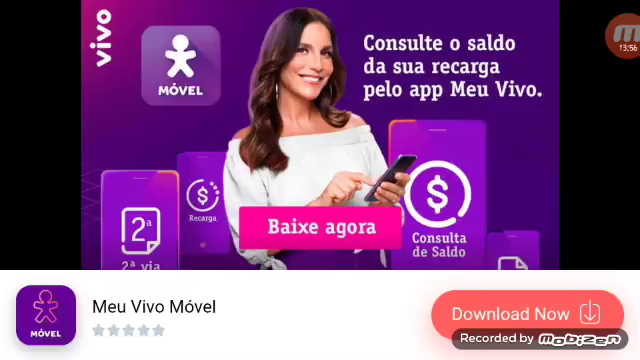 vivo
MÓVEL
Consulte o saldo
da sua recarga
pelo app Meu Vivo.
13:56
Recarga
2ª
2ª via
Baixe agora
Consulta
de Saldo
MÓVEL
Meu Vivo Móvel
Download Now
Recorded by mobizen